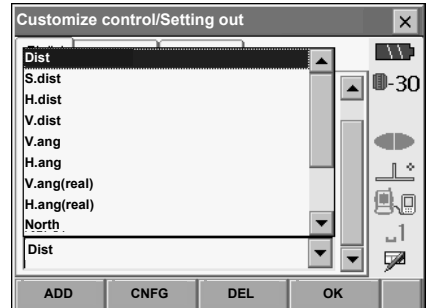 Customize control/Setting out
Dist
S.dist
H.dist
V.dist
V.ang
H.ang
V.ang(real)
H.ang(real)
North
Dist
-30
1
ADD CNFG DEL OK